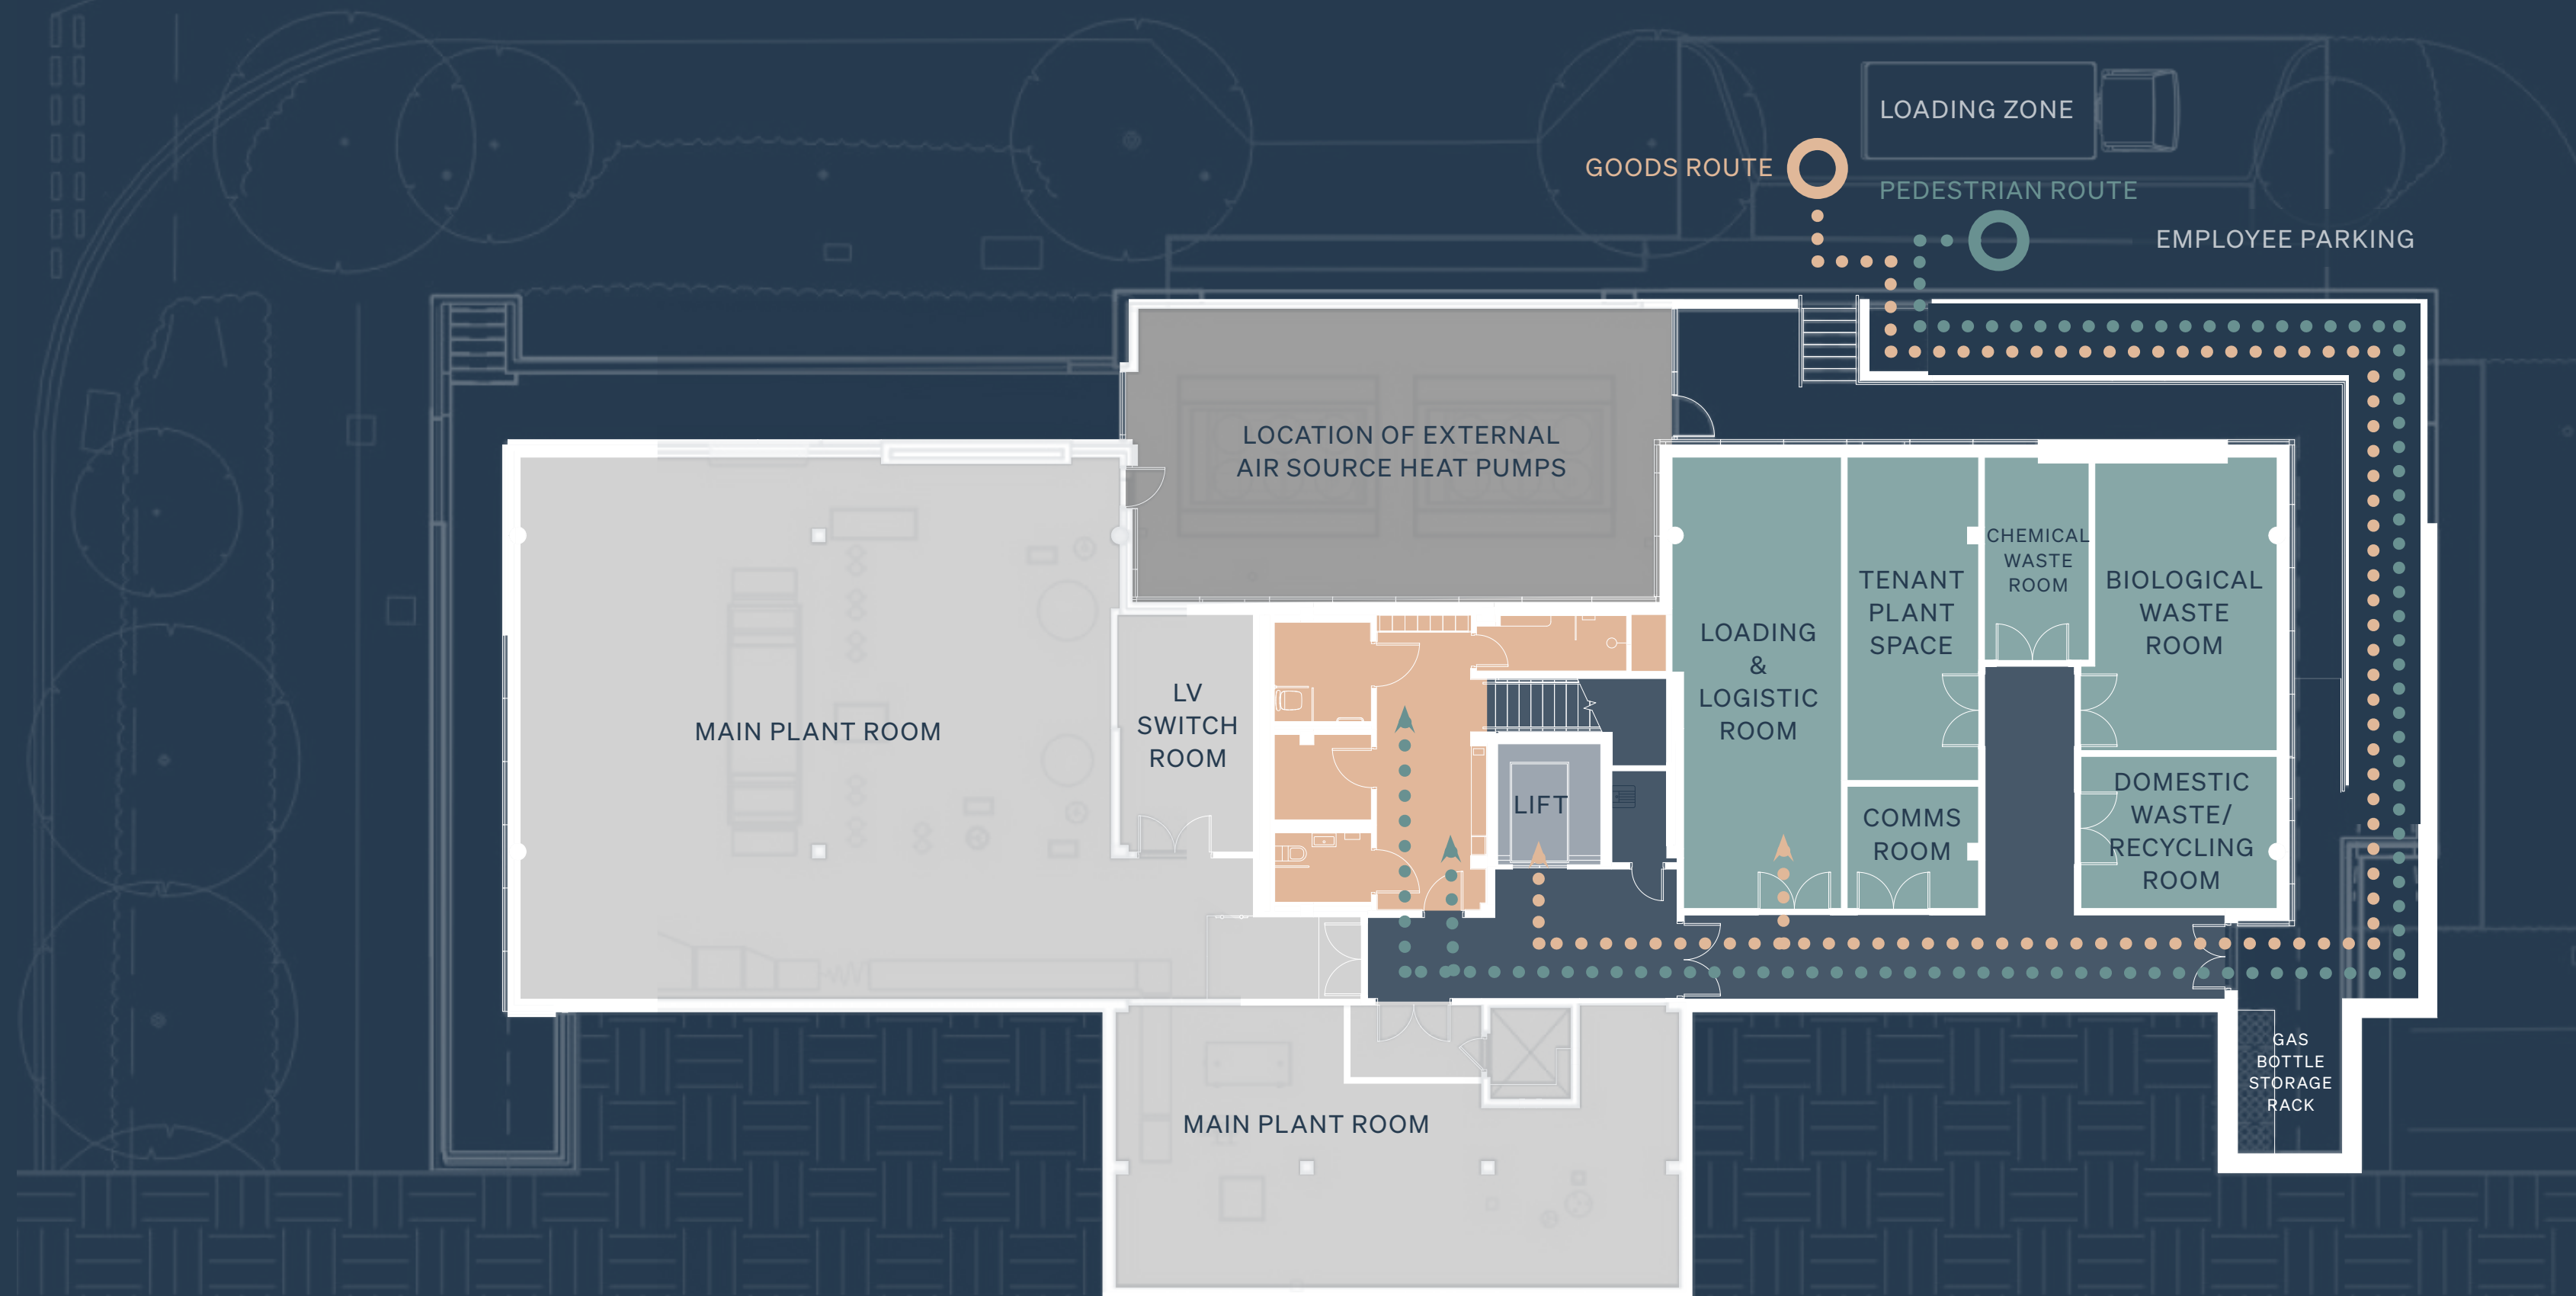 LOADING ZONE
GOODS ROUTE
PEDESTRIAN ROUTE
EMPLOYEE PARKING
LOCATION OF EXTERNAL
AIR SOURCE HEAT PUMPS
MAIN PLANT ROOM
LV
SWITCH
ROOM
LIFT
LOADING
&
LOGISTIC
ROOM
TENANT
PLANT
SPACE
COMMS
ROOM
CHEMICAL
WASTE
ROOM
BIOLOGICAL
WASTE
ROOM
DOMESTIC
WASTE/
RECYCLING
ROOM
GAS
BOTTLE
STORAGE
RACK
MAIN PLANT ROOM